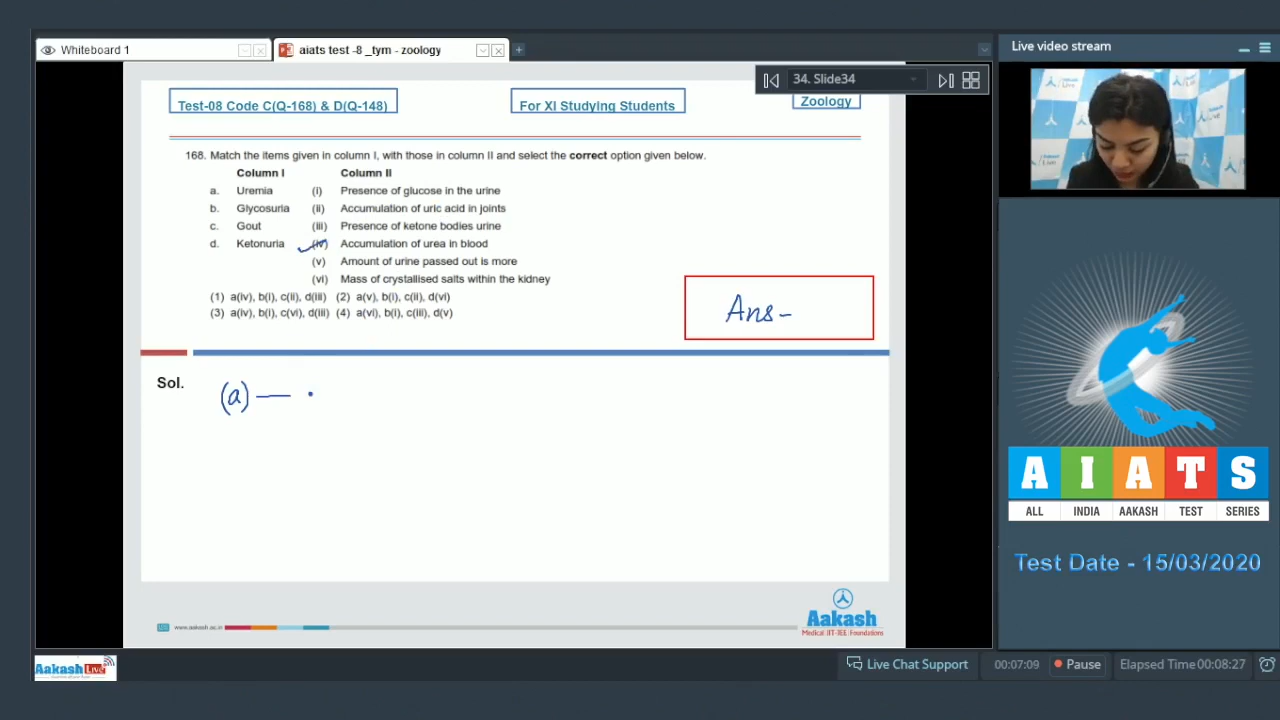 Whiteboard 1
aiats test -8 _tym - zoology
Live video stream
34. Slide34
Test-08 Code C(Q-168) & D(Q-148)
For XI Studying Students
Zoology
168. Match the items given in column I, with those in column II and select the correct option given below.
Column I Column II
a. Uremia (i) Presence of glucose in the urine
b. Glycosuria (ii) Accumulation of uric acid in joints
c. Gout (iii) Presence of ketone bodies urine
d. Ketonuria (iv) Accumulation of urea in blood
(v) Amount of urine passed out is more
(vi) Mass of crystallised salts within the kidney
(1) a(iv), b(i), c(ii), d(iii) (2) a(v), b(i), c(ii), d(vi)
(3) a(iv), b(i), c(vi), d(iii) (4) a(vi), b(i), c(iii), d(v)
Ans -
Sol. (a) —
www.aakash.ac.in
Aakash
Medical | IIT-JEE | Foundations
A I A T S
ALL INDIA AAKASH TEST SERIES
Test Date - 15/03/2020
Aakash Live
Live Chat Support
00:07:09
Pause
Elapsed Time 00:08:27